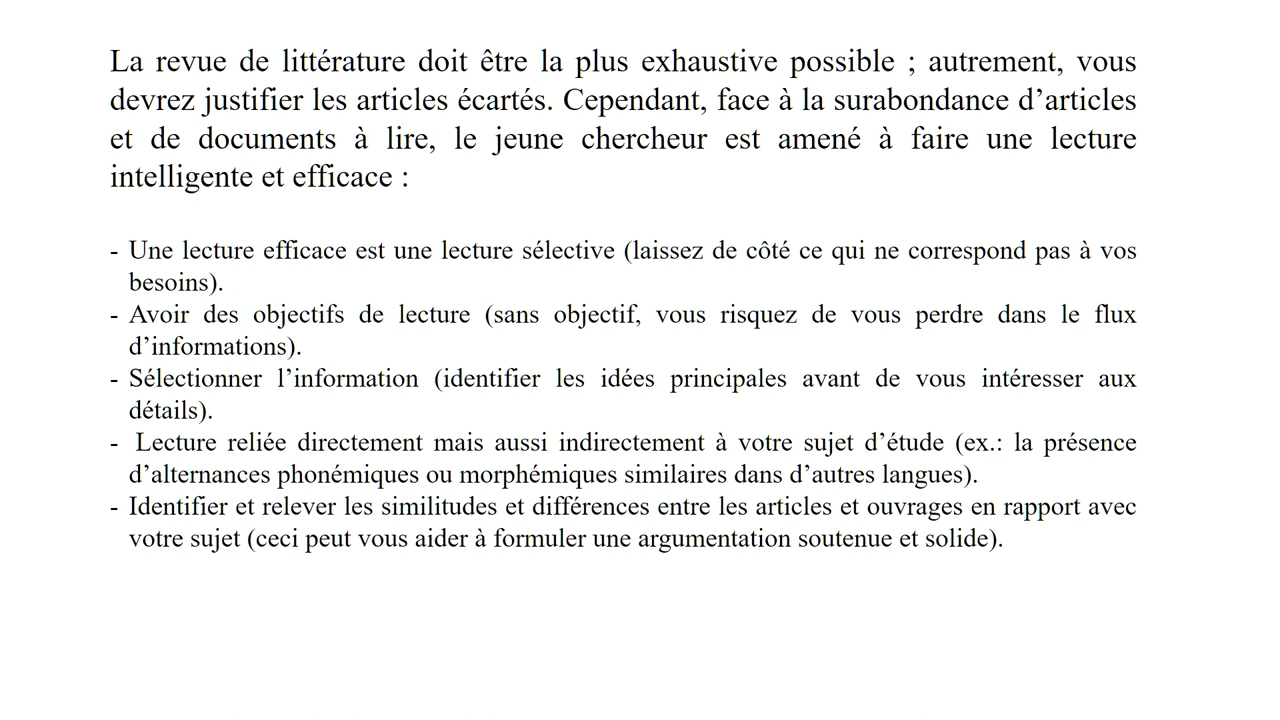 La revue de littérature doit être la plus exhaustive possible ; autrement, vous
devrez justifier les articles écartés. Cependant, face à la surabondance d’articles
et de documents à lire, le jeune chercheur est amené à faire une lecture
intelligente et efficace :
- Une lecture efficace est une lecture sélective (laissez de côté ce qui ne correspond pas à vos
besoins).
- Avoir des objectifs de lecture (sans objectif, vous risquez de vous perdre dans le flux
d’informations).
- Sélectionner l’information (identifier les idées principales avant de vous intéresser aux
détails).
- Lecture reliée directement mais aussi indirectement à votre sujet d’étude (ex.: la présence
d’alternances phonémiques ou morphémiques similaires dans d’autres langues).
- Identifier et relever les similitudes et différences entre les articles et ouvrages en rapport avec
votre sujet (ceci peut vous aider à formuler une argumentation soutenue et solide).